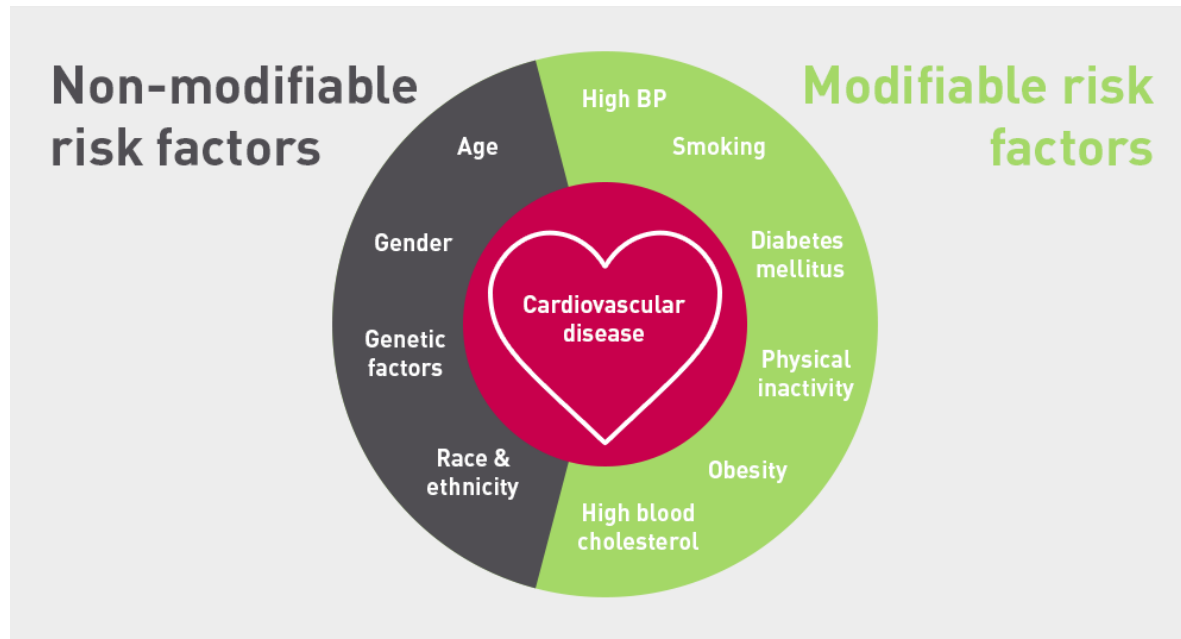 Non-modifiable
risk factors
Age
Gender
Genetic
factors
Race &
ethnicity
Cardiovascular
disease
Modifiable risk
factors
High BP
Smoking
Diabetes
mellitus
Physical
inactivity
Obesity
High blood
cholesterol